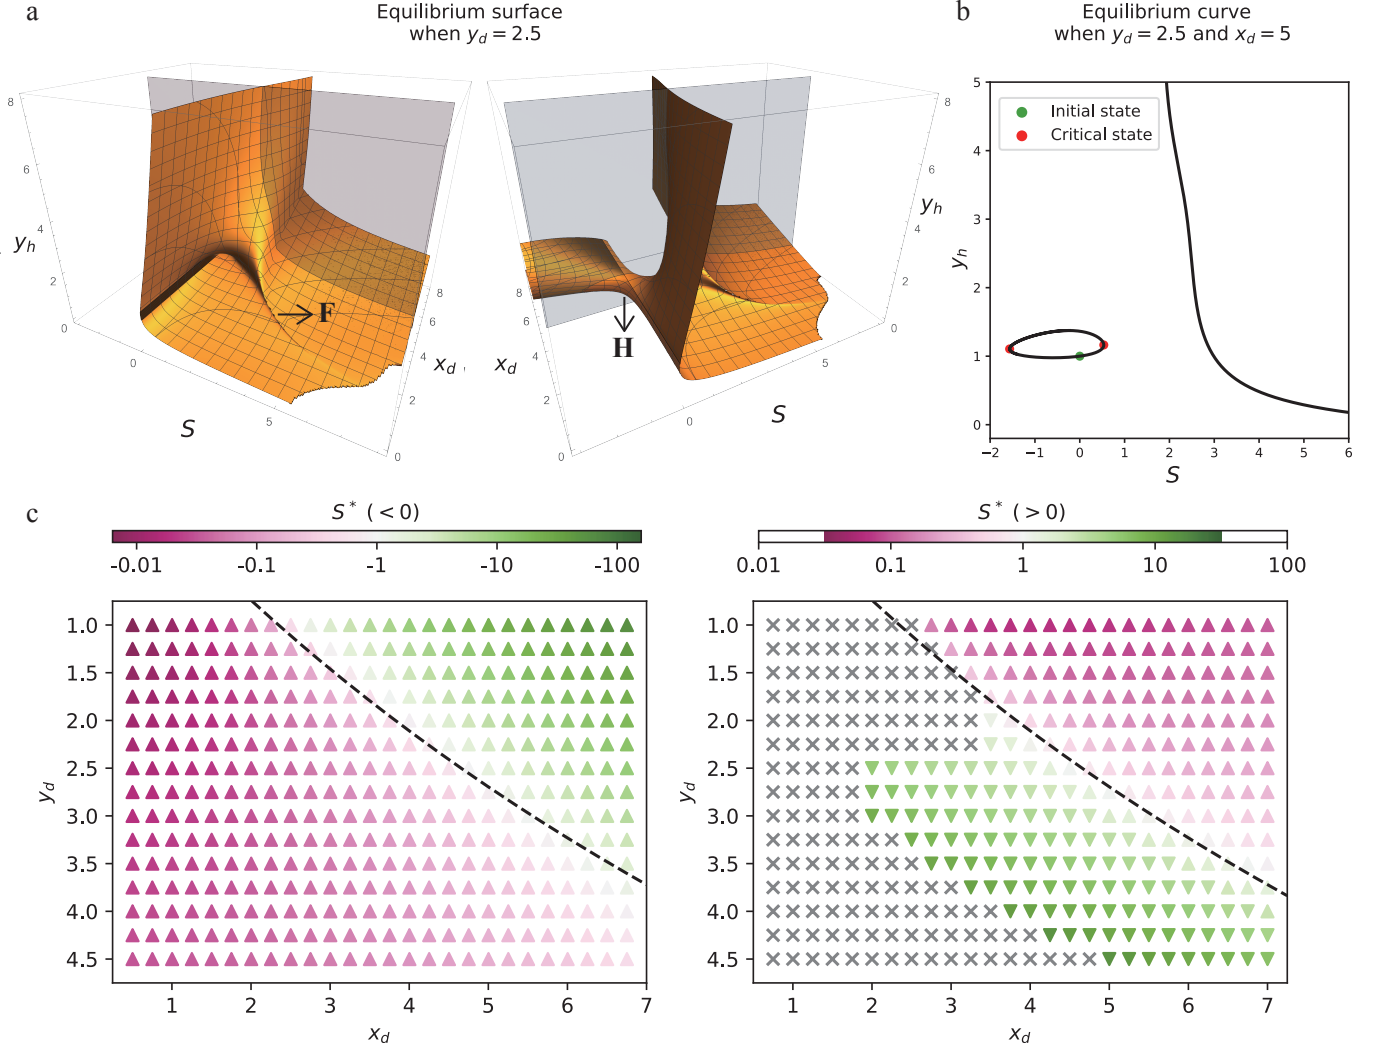 a
Equilibrium surface
when y_d = 2.5
8
6
4
2
0
y_h
0
5
S
0
2
4
6
8
x_d
F
H
8
6
4
2
0
y_h
x_d
8
6
4
2
0
0
5
S
b
Equilibrium curve
when y_d = 2.5 and x_d = 5
Initial state
Critical state
5
4
3
2
1
0
y_h
−2 −1 0 1 2 3 4 5 6
S
c
S* (<0)
-0.01 -0.1 -1 -10 -100
1.0
1.5
2.0
2.5
3.0
3.5
4.0
4.5
y_d
1 2 3 4 5 6 7
x_d
S* (>0)
0.01 0.1 1 10 100
1.0
1.5
2.0
2.5
3.0
3.5
4.0
4.5
y_d
1 2 3 4 5 6 7
x_d